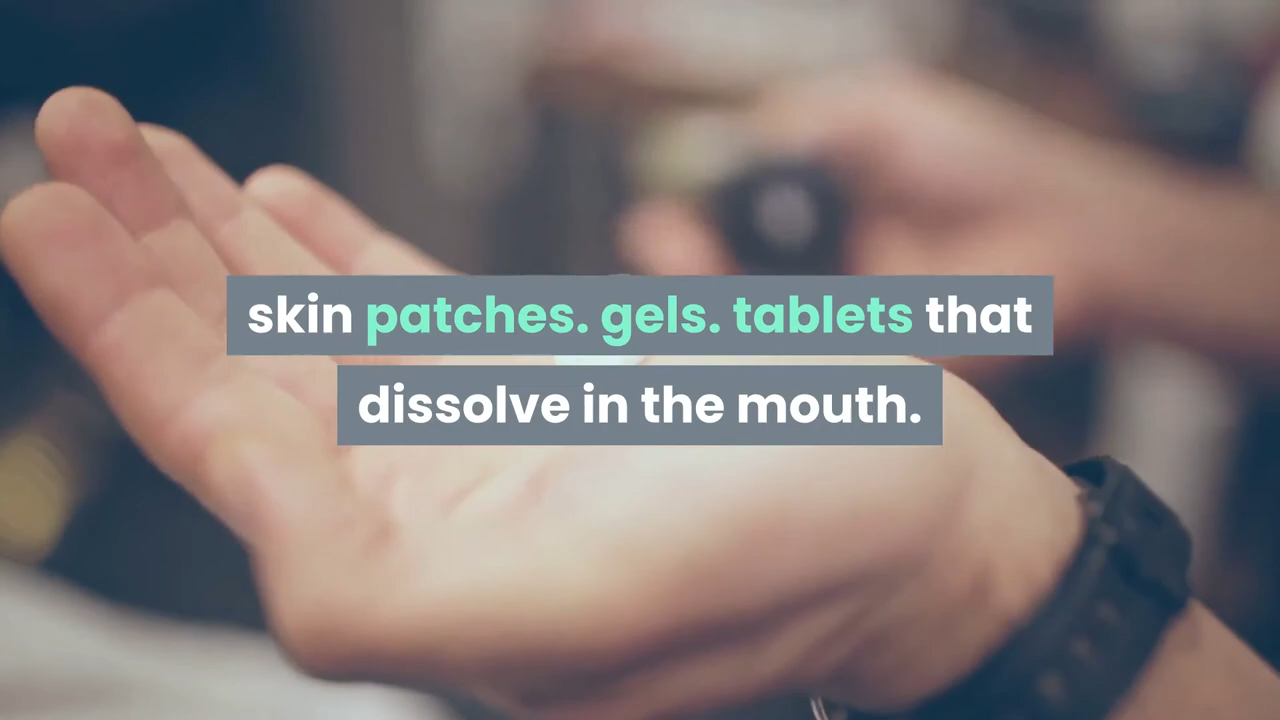 skin patches. gels. tablets that
dissolve in the mouth.